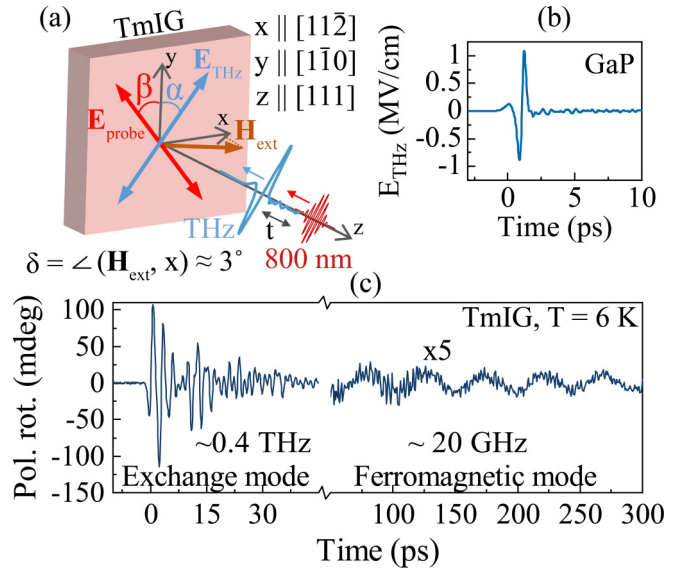 (a)
TmIG
x || [112̄]
y || [11̄0]
z || [111]
y
E_THz
β
α
E_probe
x
H_ext
THz
t
z
800 nm
δ = ∠ (H_ext, x) ≈ 3°
(b)
E_THz (MV/cm)
1
0.5
0
-0.5
-1
GaP
0
5
10
Time (ps)
(c)
Pol. rot. (mdeg)
100
50
0
-50
-100
-150
TmIG, T = 6 K
x5
~0.4 THz
~ 20 GHz
Exchange mode
Ferromagnetic mode
0
15
30
100
150
200
250
300
Time (ps)